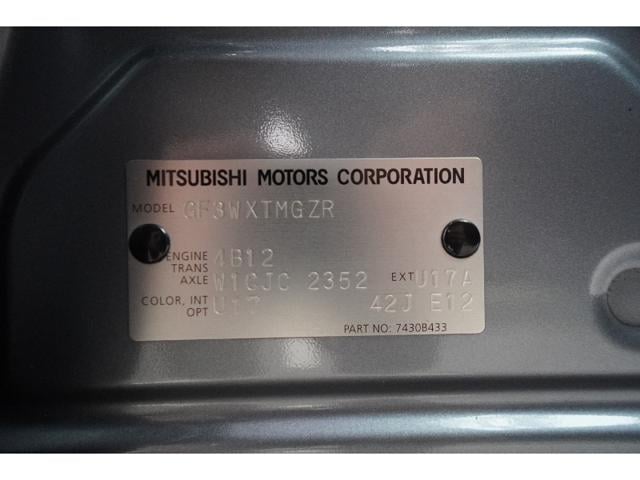 MITSUBISHI MOTORS CORPORATION
MODEL GF3WXTMGZR
ENGINE 4B12
TRANS
AXLE W1CJC 2352 EXT U17A
COLOR, INT U17 42J E12
OPT
PART NO: 7430B433